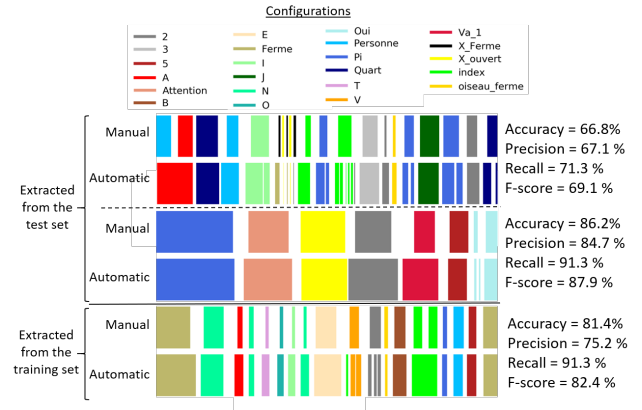 Configurations
2
3
5
A
Attention
B
E
Ferme
I
J
N
O
Oui
Personne
Pi
Quart
T
V
Va_1
X_Ferme
X_ouvert
index
oiseau_ferme
Extracted
from the
test set
Manual
Automatic
Accuracy = 66.8%
Precision = 67.1 %
Recall = 71.3 %
F-score = 69.1 %
Manual
Automatic
Accuracy = 86.2%
Precision = 84.7 %
Recall = 91.3 %
F-score = 87.9 %
Extracted
from the
training set
Manual
Automatic
Accuracy = 81.4%
Precision = 75.2 %
Recall = 91.3 %
F-score = 82.4 %